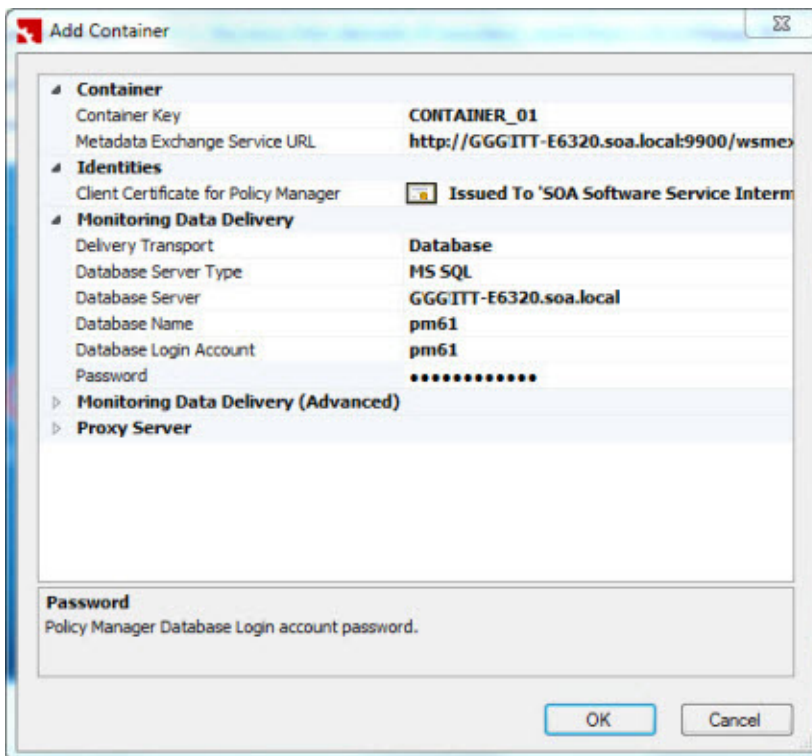 Add Container
Container
Container Key CONTAINER_01
Metadata Exchange Service URL http://GGGITT-E6320.soa.local:9900/wsmex
Identities
Client Certificate for Policy Manager Issued To 'SOA Software Service Interm
Monitoring Data Delivery
Delivery Transport Database
Database Server Type MS SQL
Database Server GGGITT-E6320.soa.local
Database Name pm61
Database Login Account pm61
Password ●●●●●●●●●●●●
Monitoring Data Delivery (Advanced)
Proxy Server
Password
Policy Manager Database Login account password.
OK Cancel